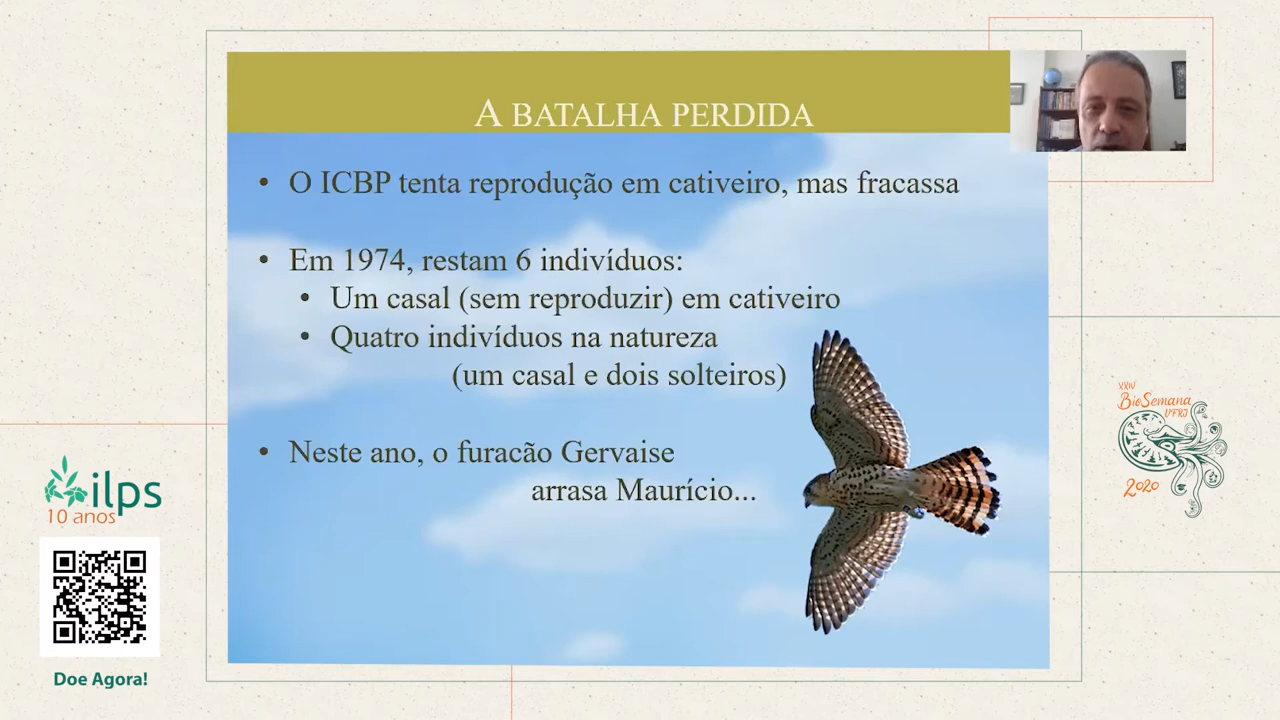 A BATALHA PERDIDA
• O ICBP tenta reprodução em cativeiro, mas fracassa
• Em 1974, restam 6 indivíduos:
• Um casal (sem reproduzir) em cativeiro
• Quatro indivíduos na natureza
(um casal e dois solteiros)
• Neste ano, o furacão Gervaise
arrasa Maurício...
ilps
10 anos
Doe Agora!
XXIV
BioSemana
UFRJ
2020